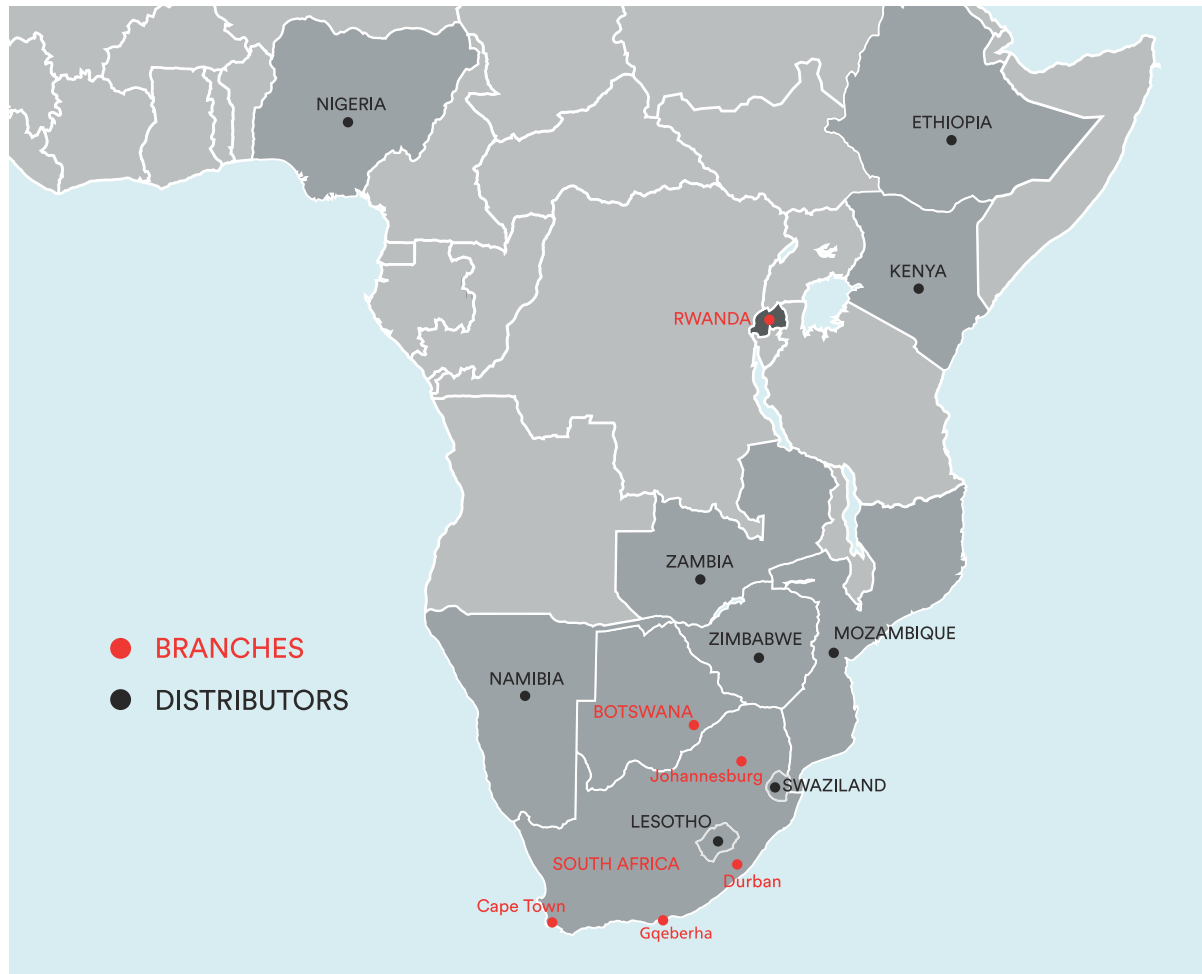 NIGERIA
ETHIOPIA
KENYA
RWANDA
ZAMBIA
ZIMBABWE
MOZAMBIQUE
BRANCHES
NAMIBIA
DISTRIBUTORS
BOTSWANA
Johannesburg
SWAZILAND
LESOTHO
SOUTH AFRICA
Durban
Cape Town
Gqeberha